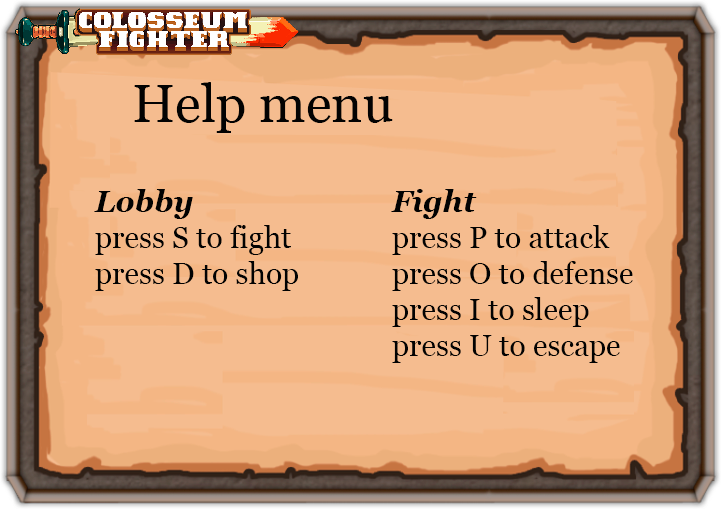 COLOSSEUM
FIGHTER
Help menu
Lobby
press S to fight
press D to shop
Fight
press P to attack
press O to defense
press I to sleep
press U to escape